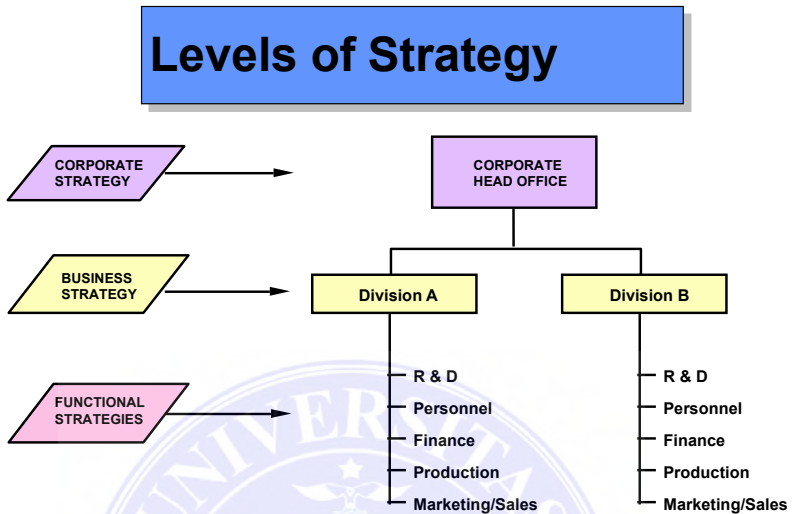 Levels of Strategy
CORPORATE
STRATEGY
CORPORATE
HEAD OFFICE
BUSINESS
STRATEGY
Division A
Division B
FUNCTIONAL
STRATEGIES
R & D
Personnel
Finance
Production
Marketing/Sales
R & D
Personnel
Finance
Production
Marketing/Sales
UNIVERSITAS